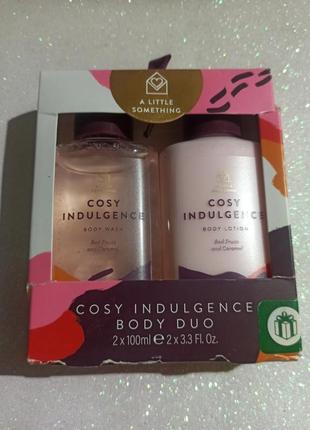 A LITTLE
SOMETHING
COSY
INDULGENCE
BODY WASH
Red Fruits
and Caramel
COSY
INDULGENCE
BODY LOTION
Red Fruits
and Caramel
COSY INDULGENCE
BODY DUO
2 x 100ml e 2 x 3.3 Fl. Oz.